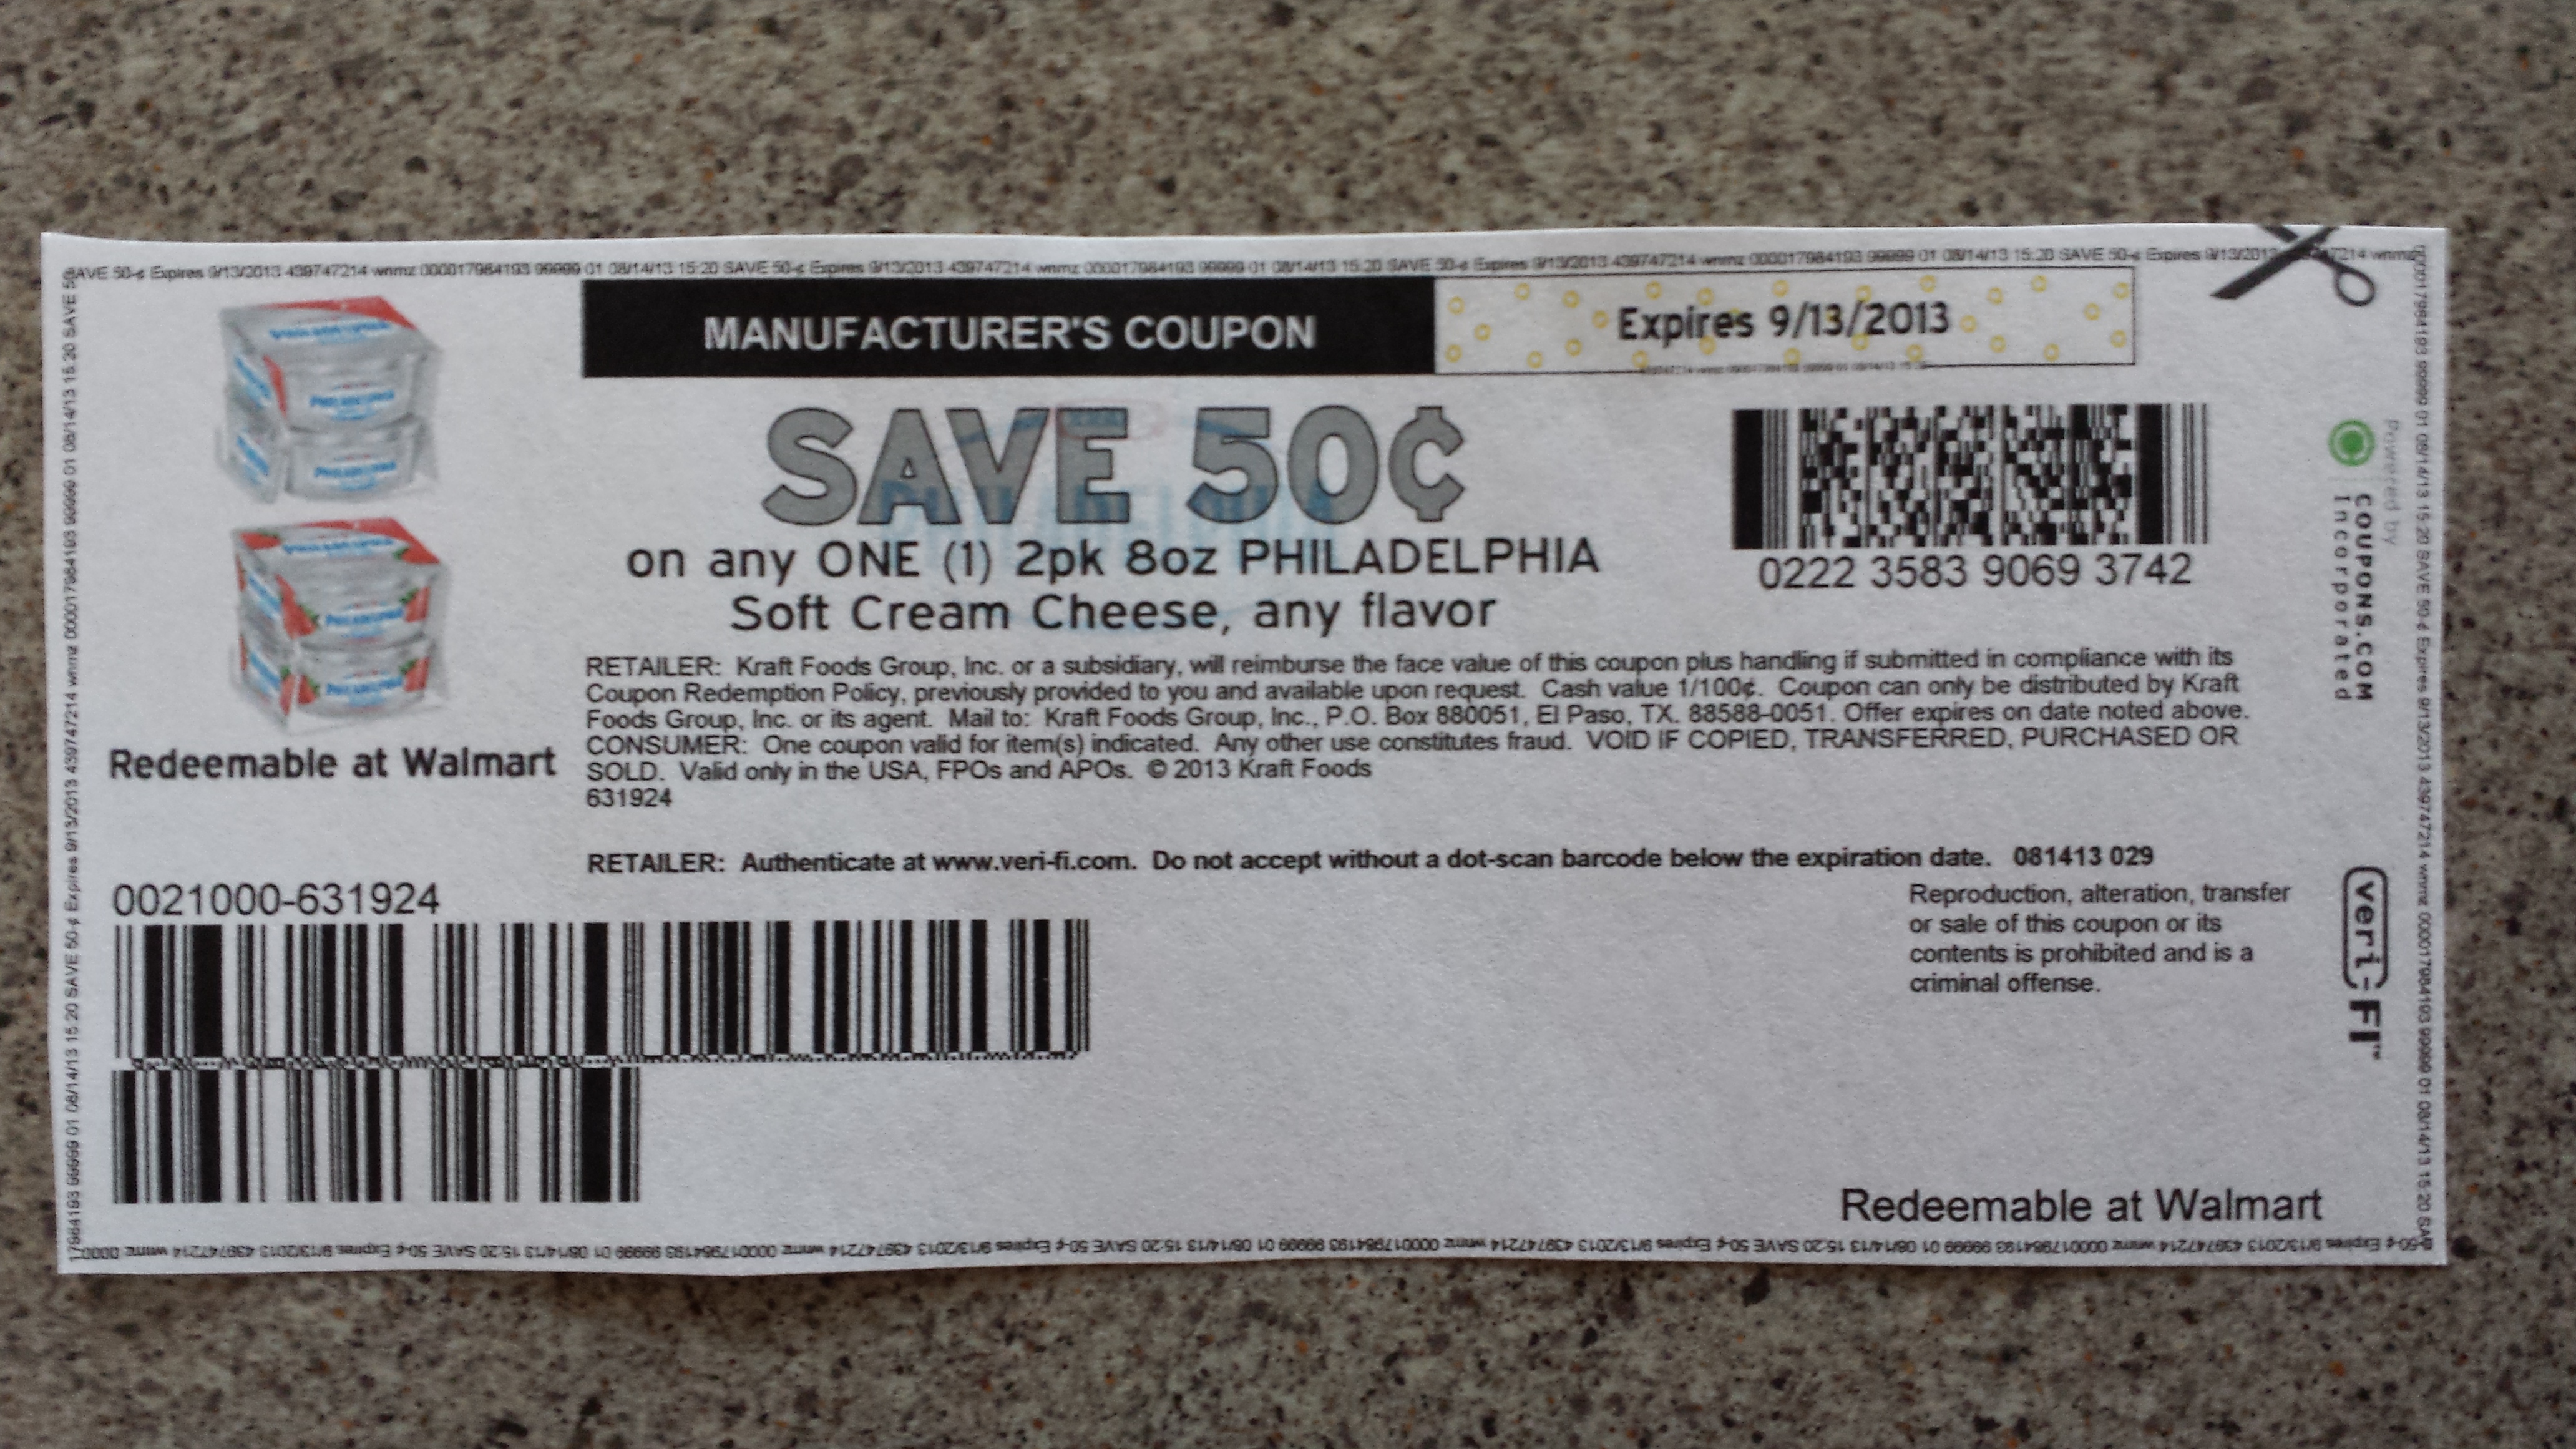 SAVE 50-¢ Expires 9/13/2013 439747214 wnmz 000017984193 99999 01 08/14/13 15:20 SAVE 50-¢ Expires 9/13/2013 439747214 wnmz 000017984193 99999 01 08/14/13 15:20 SAVE 50-¢ Expires 9/13/2013 439747214 wnmz 000017984193 99999 01 08/14/13 15:20 SAVE 50-¢ Expires 9/13/2013
MANUFACTURER'S COUPON
Expires 9/13/2013
SAVE 50¢
on any ONE (1) 2pk 8oz PHILADELPHIA
Soft Cream Cheese, any flavor
0222 3583 9069 3742
PHILADELPHIA
Redeemable at Walmart
RETAILER: Kraft Foods Group, Inc. or a subsidiary, will reimburse the face value of this coupon plus handling if submitted in compliance with its
Coupon Redemption Policy, previously provided to you and available upon request. Cash value 1/100¢. Coupon can only be distributed by Kraft
Foods Group, Inc. or its agent. Mail to: Kraft Foods Group, Inc., P.O. Box 880051, El Paso, TX. 88588-0051. Offer expires on date noted above.
CONSUMER: One coupon valid for item(s) indicated. Any other use constitutes fraud. VOID IF COPIED, TRANSFERRED, PURCHASED OR
SOLD. Valid only in the USA, FPOs and APOs. © 2013 Kraft Foods
631924
RETAILER: Authenticate at www.veri-fi.com. Do not accept without a dot-scan barcode below the expiration date. 081413 029
0021000-631924
Reproduction, alteration, transfer
or sale of this coupon or its
contents is prohibited and is a
criminal offense.
Powered by
COUPONS.COM
Incorporated
veri-FI™
Redeemable at Walmart